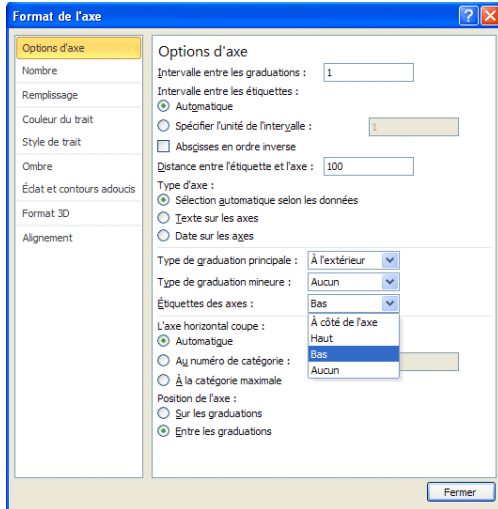 Format de l'axe
Options d'axe
Nombre
Remplissage
Couleur du trait
Style de trait
Ombre
Éclat et contours adoucis
Format 3D
Alignement
Options d'axe
Intervalle entre les graduations : 1
Intervalle entre les étiquettes :
Automatique
Spécifier l'unité de l'intervalle : 1
Abscisses en ordre inverse
Distance entre l'étiquette et l'axe : 100
Type d'axe :
Sélection automatique selon les données
Texte sur les axes
Date sur les axes
Type de graduation principale : À l'extérieur
Type de graduation mineure : Aucun
Étiquettes des axes : Bas
À côté de l'axe
Haut
Bas
Aucun
L'axe horizontal coupe :
Automatique
Au numéro de catégorie :
À la catégorie maximale
Position de l'axe :
Sur les graduations
Entre les graduations
Fermer